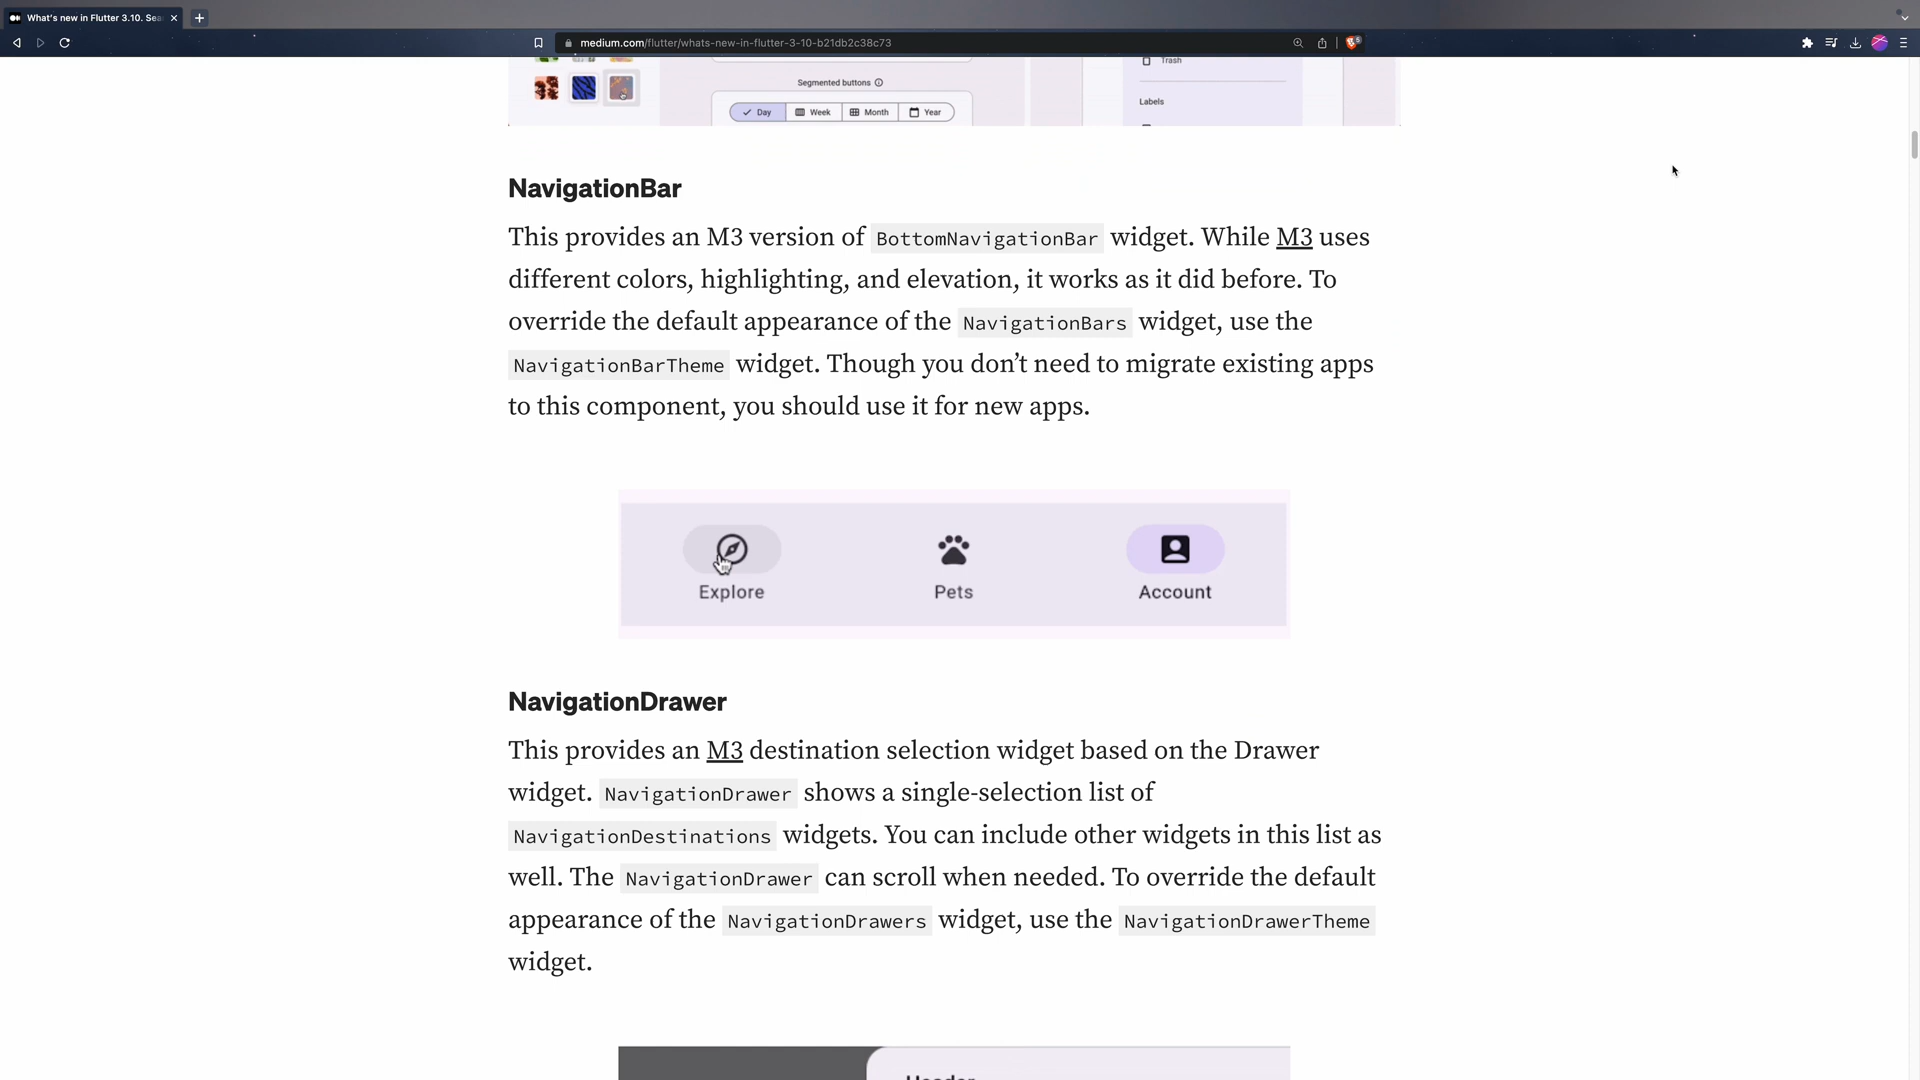 What's new in Flutter 3.10. Sea
medium.com/flutter/whats-new-in-flutter-3-10-b21db2c38c73
5
Trash
Segmented buttons
Labels
Day Week Month Year
NavigationBar
This provides an M3 version of BottomNavigationBar widget. While M3 uses
different colors, highlighting, and elevation, it works as it did before. To
override the default appearance of the NavigationBars widget, use the
NavigationBarTheme widget. Though you don’t need to migrate existing apps
to this component, you should use it for new apps.
Explore Pets Account
NavigationDrawer
This provides an M3 destination selection widget based on the Drawer
widget. NavigationDrawer shows a single-selection list of
NavigationDestinations widgets. You can include other widgets in this list as
well. The NavigationDrawer can scroll when needed. To override the default
appearance of the NavigationDrawers widget, use the NavigationDrawerTheme
widget.
Header